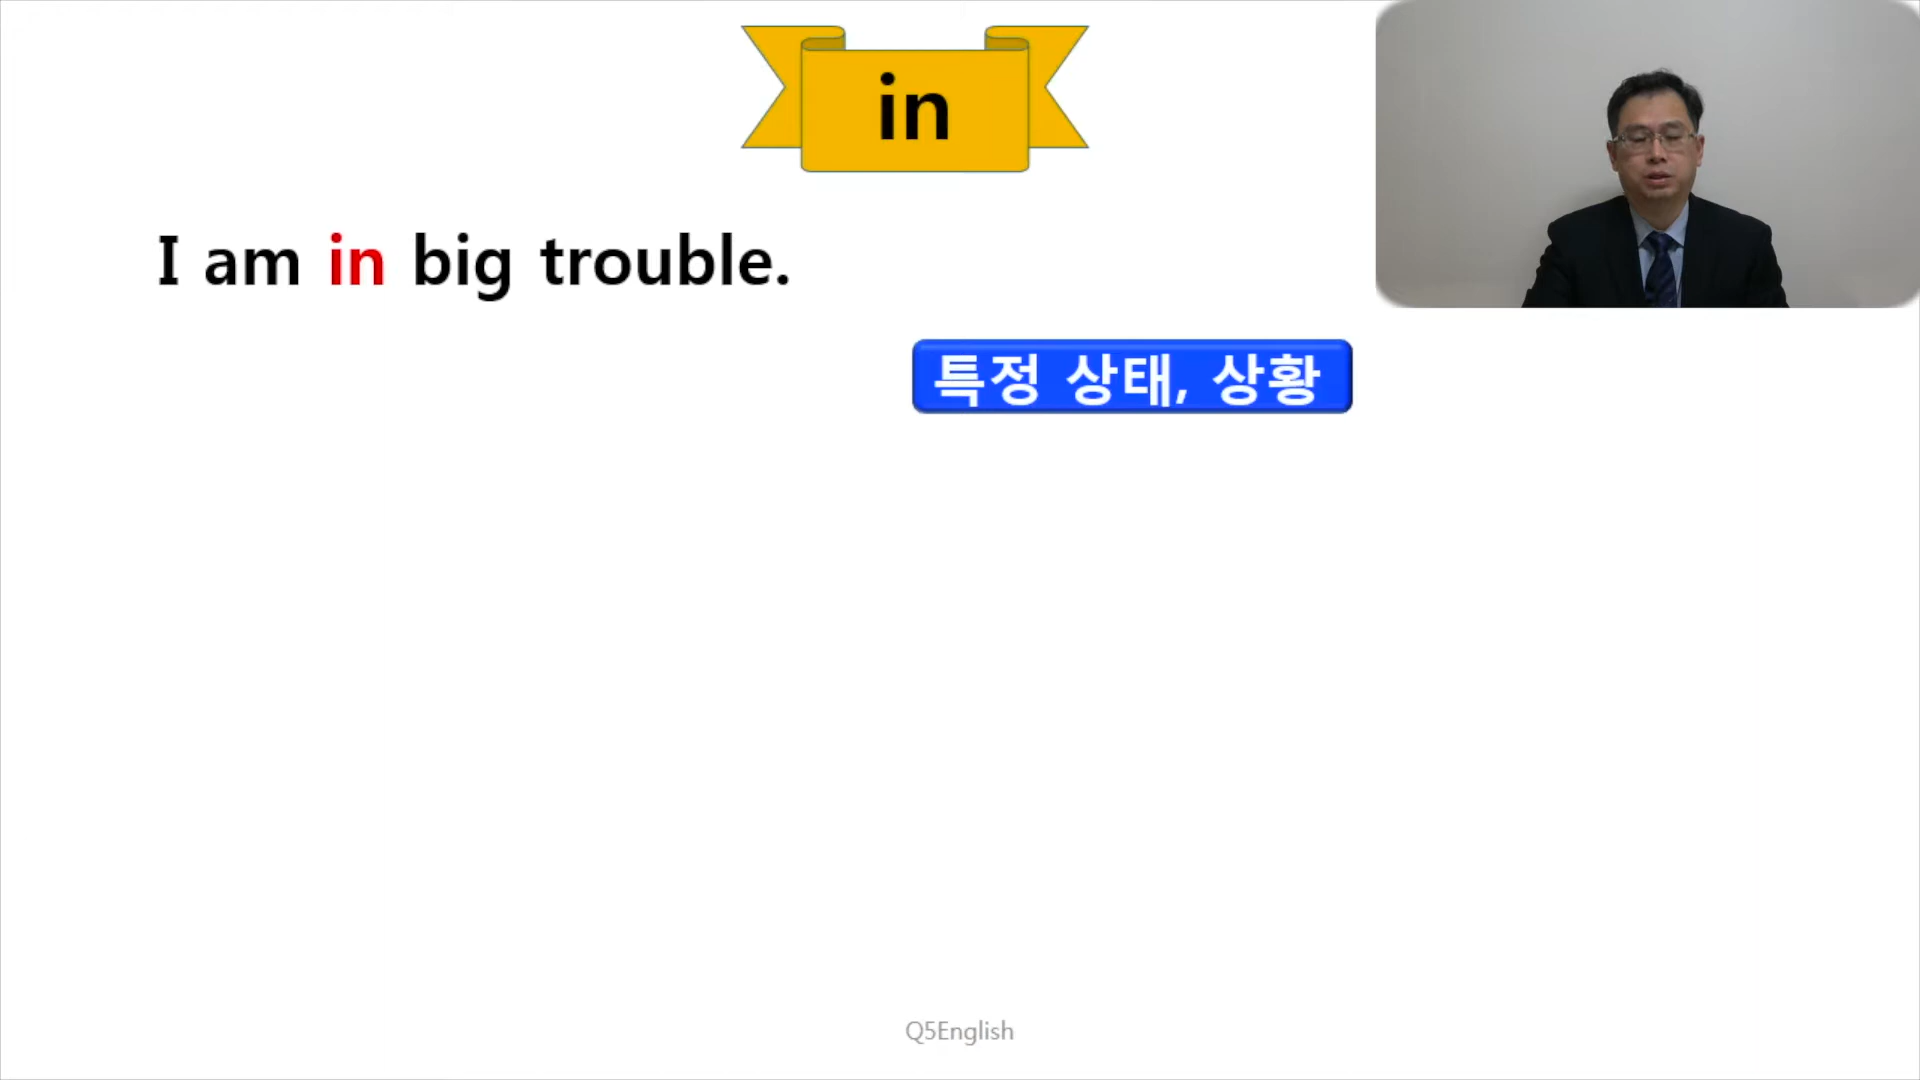 in
I am in big trouble.
특정 상태, 상황
Q5English